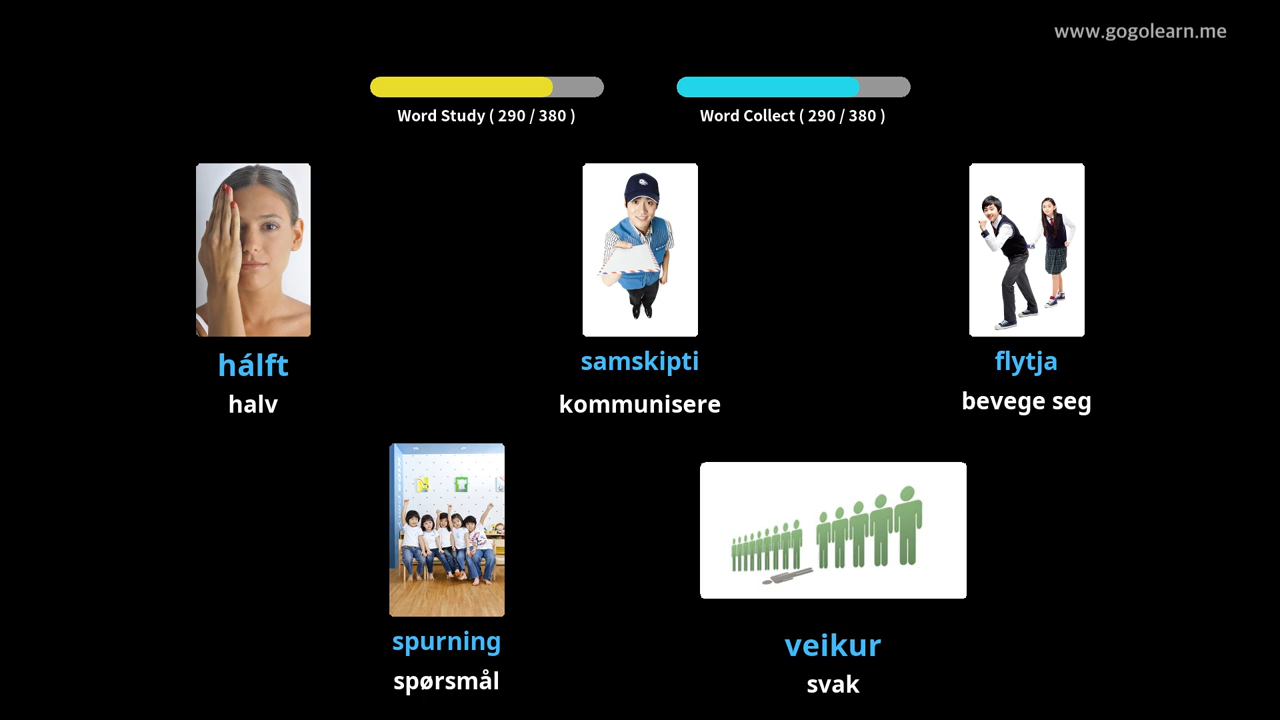 www.gogolearn.me
Word Study ( 290 / 380 )
Word Collect ( 290 / 380 )
hálft
halv
samskipti
kommunisere
flytja
bevege seg
spurning
spørsmål
veikur
svak